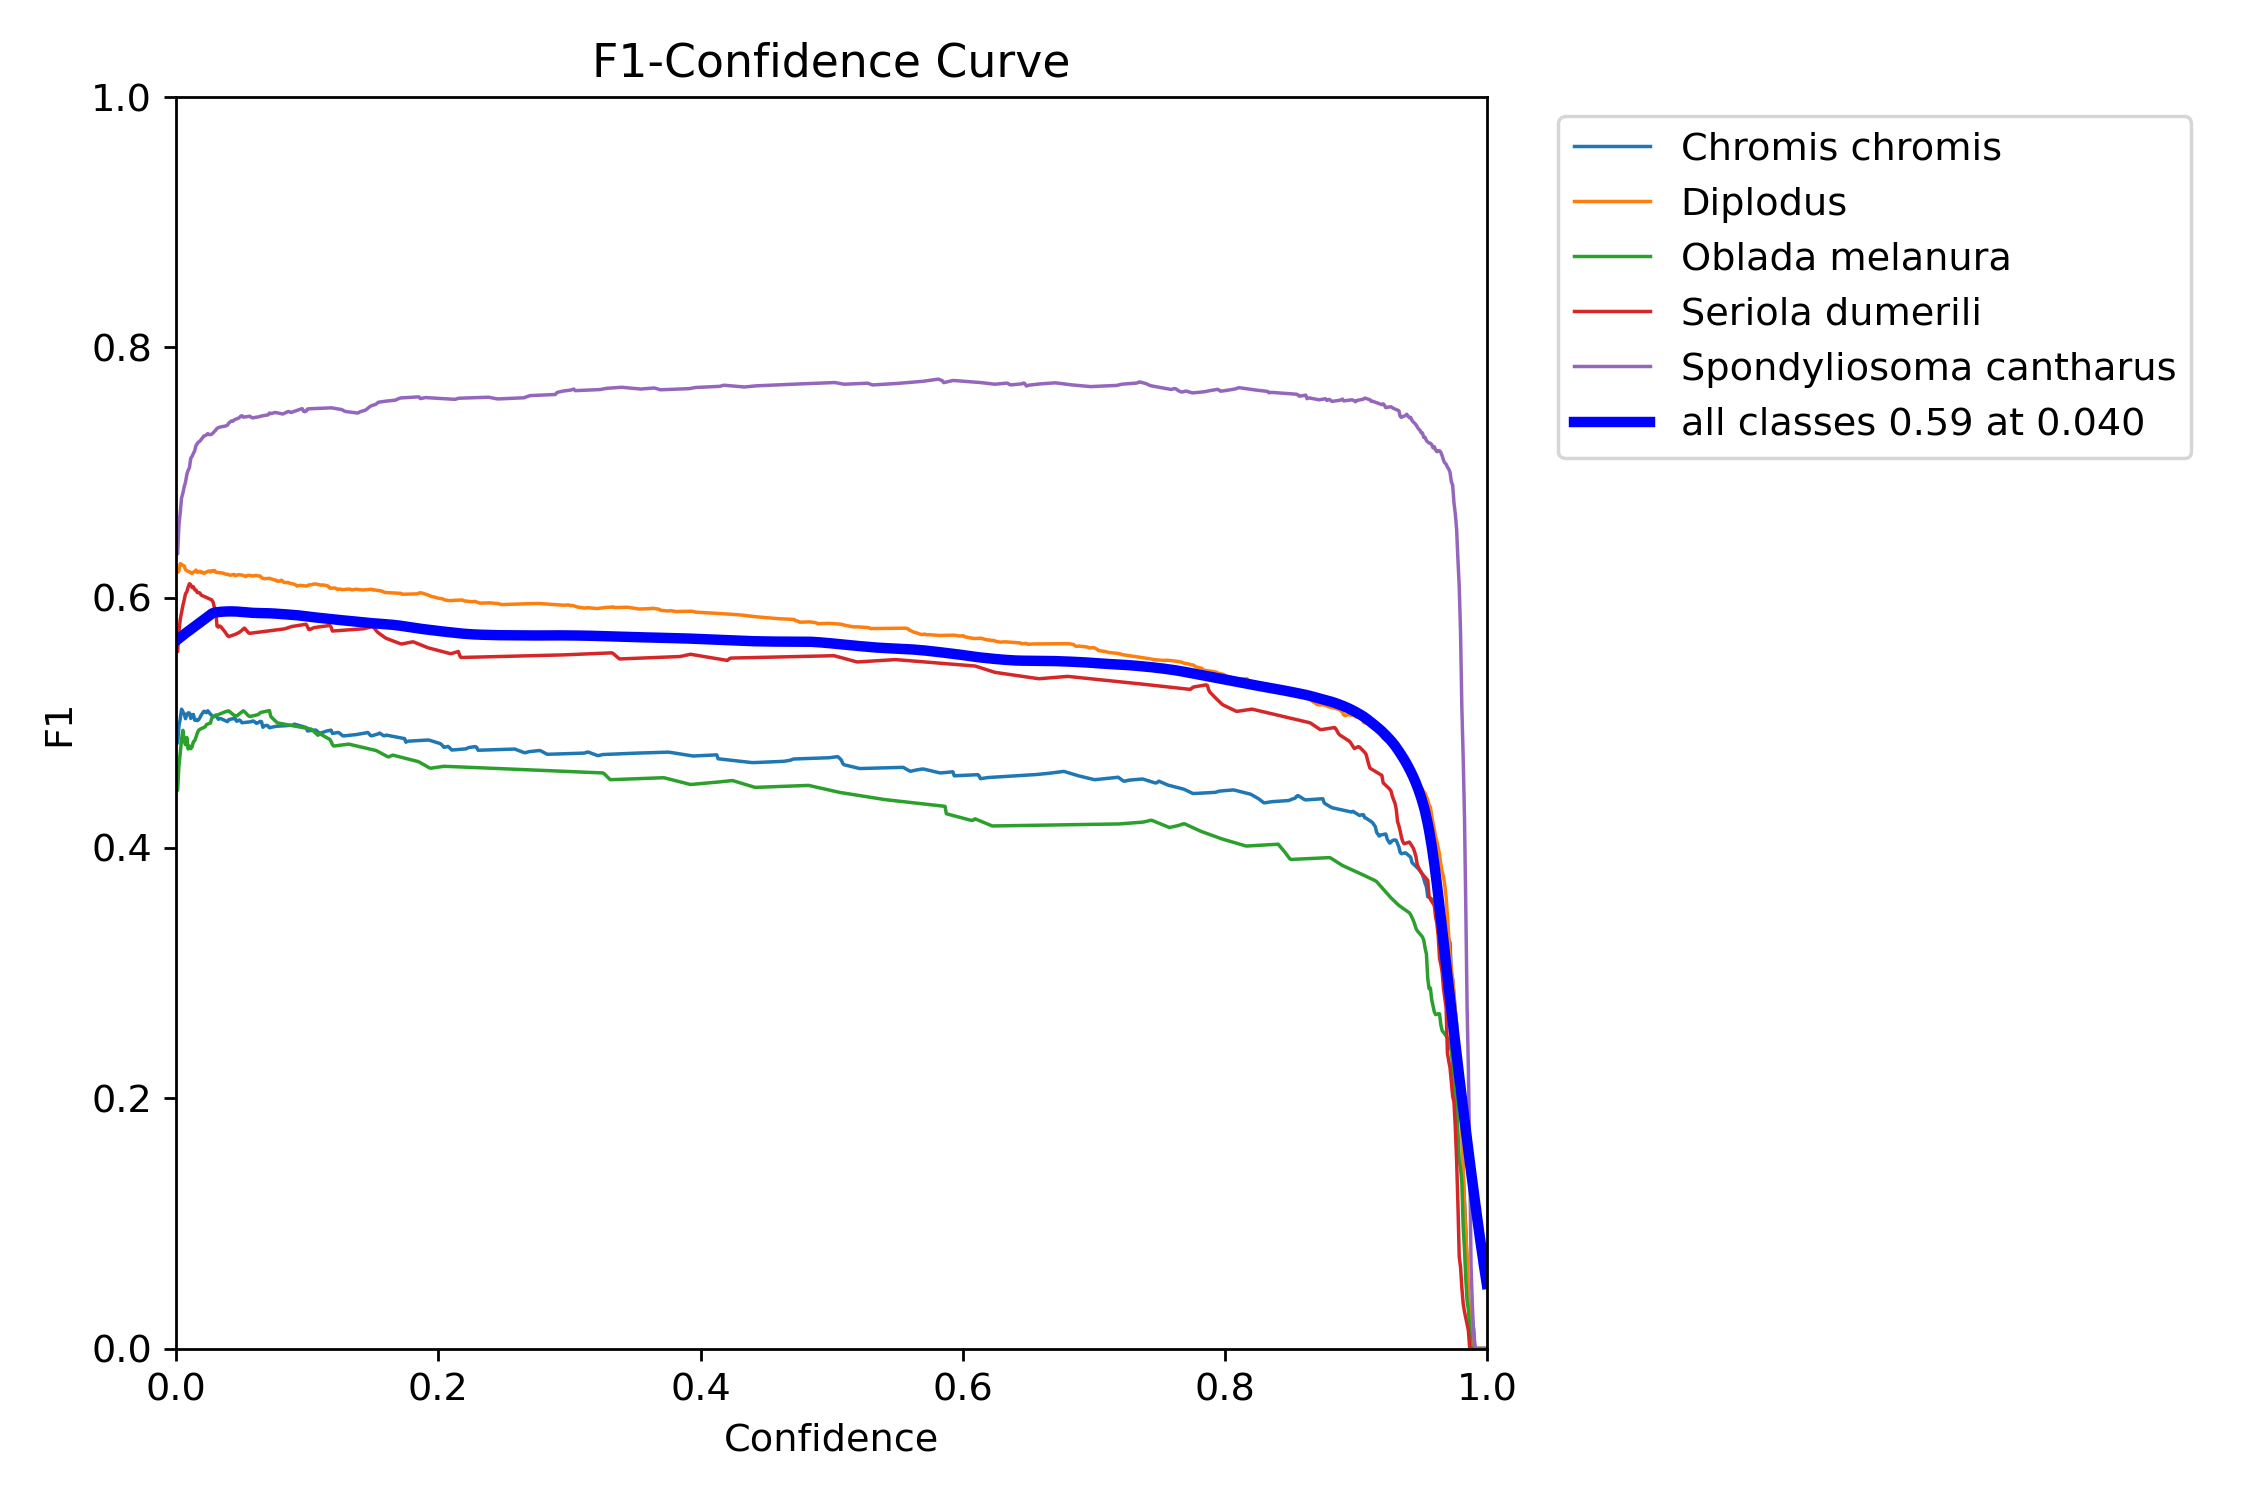 F1-Confidence Curve
1.0
0.8
0.6
0.4
0.2
0.0
F1
0.0 0.2 0.4 0.6 0.8 1.0
Confidence
Chromis chromis
Diplodus
Oblada melanura
Seriola dumerili
Spondyliosoma cantharus
all classes 0.59 at 0.040